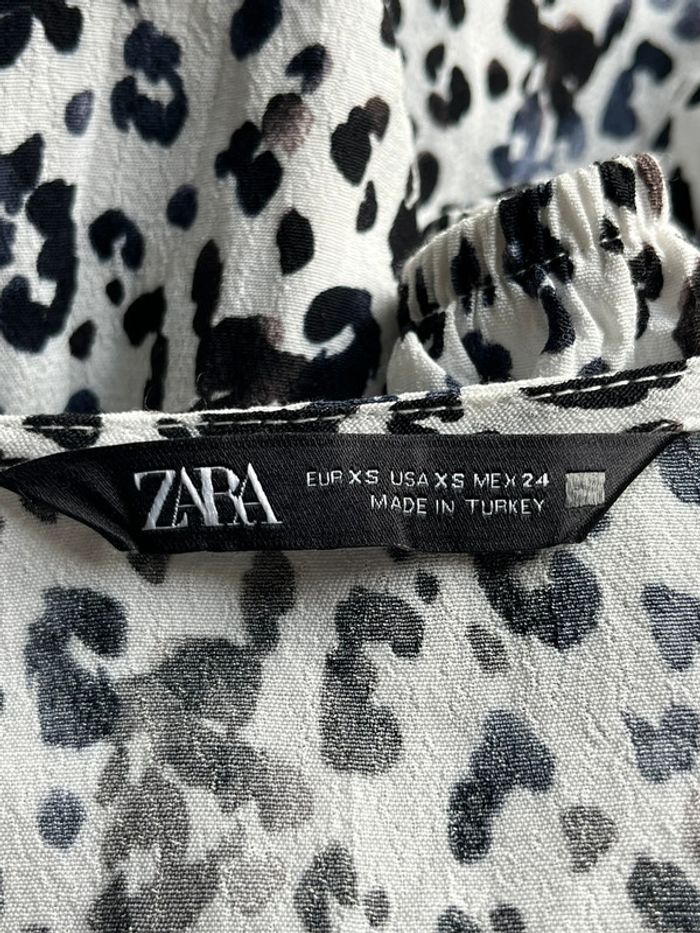 ZARA
EUR XS USA XS MEX 24
MADE IN TURKEY